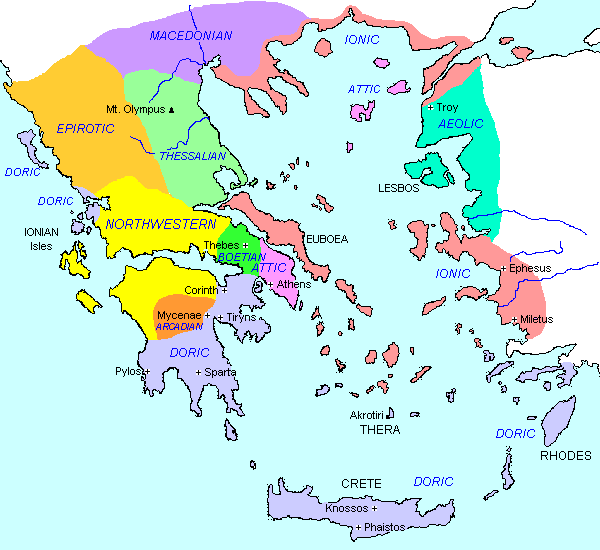 MACEDONIAN
IONIC
ATTIC
Mt. Olympus
Troy
AEOLIC
EPIROTIC
THESSALIAN
DORIC
LESBOS
DORIC
NORTHWESTERN
IONIAN
Isles
Thebes
BOETIAN
EUBOEA
ATTIC
IONIC
Ephesus
Corinth
Athens
Mycenae
Tiryns
ARCADIAN
Miletus
DORIC
Pylos
Sparta
Akrotiri
THERA
DORIC
RHODES
CRETE
DORIC
Knossos
Phaistos